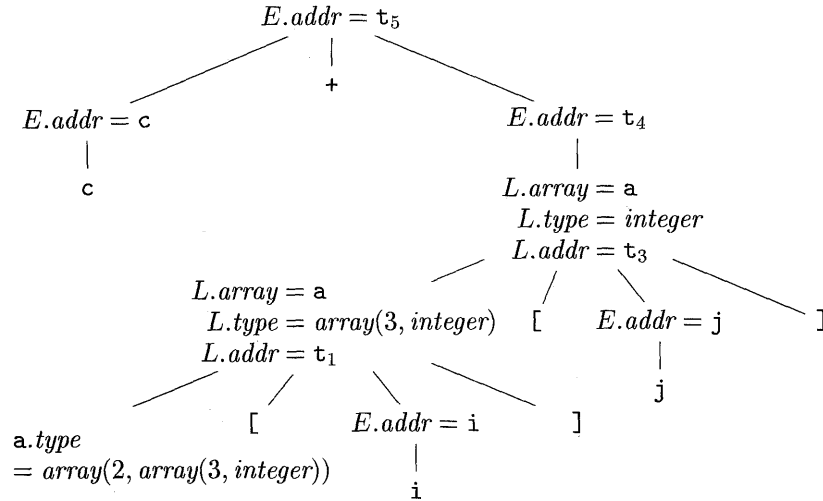 E.addr = t₅
+
E.addr = c
E.addr = t₄
c
L.array = a
L.type = integer
L.addr = t₃
L.array = a
L.type = array(3, integer)
L.addr = t₁
[
E.addr = j
]
j
a.type
= array(2, array(3, integer))
[
E.addr = i
]
i